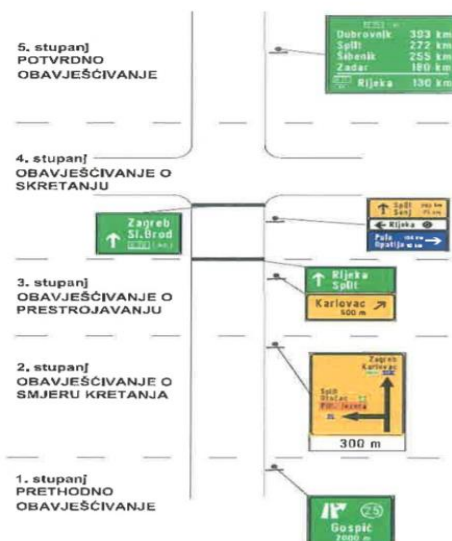 5. stupanj
POTVRDNO
OBAVJEŠĆIVANJE
Dubrovnik 393 km
Split 272 km
Šibenik 255 km
Zadar 180 km
Rijeka 130 km
4. stupanj
OBAVJEŠĆIVANJE O
SKRETANJU
Zagreb
Sl.Brod
Split
Senj
Rijeka
Pula
Opatija
3. stupanj
OBAVJEŠĆIVANJE O
PRESTROJAVANJU
Rijeka
Split
Karlovac
500 m
2. stupanj
OBAVJEŠĆIVANJE O
SMJERU KRETANJA
Zagreb
Karlovac
Split
Otočac
Plit. jezera
300 m
1. stupanj
PRETHODNO
OBAVJEŠĆIVANJE
25
Gospić
2000 m